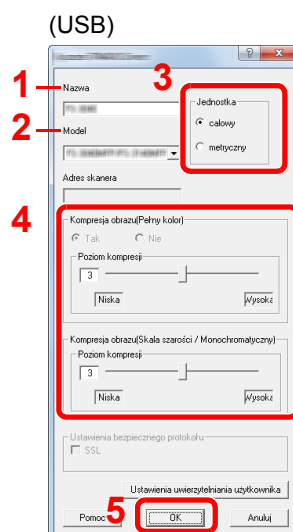 (USB)
1 Nazwa
3
Jednostka
calowy
metryczny
2 Model
Adres skanera
4
Kompresja obrazu(Pełny kolor)
Tak Nie
Poziom kompresji
3
Niska Wysoka
Kompresja obrazu(Skala szarości / Monochromatyczny)
Poziom kompresji
3
Niska Wysoka
Ustawienia bezpiecznego protokołu
SSL
Ustawienia uwierzytelniania użytkownika
5
Pomoc OK Anuluj